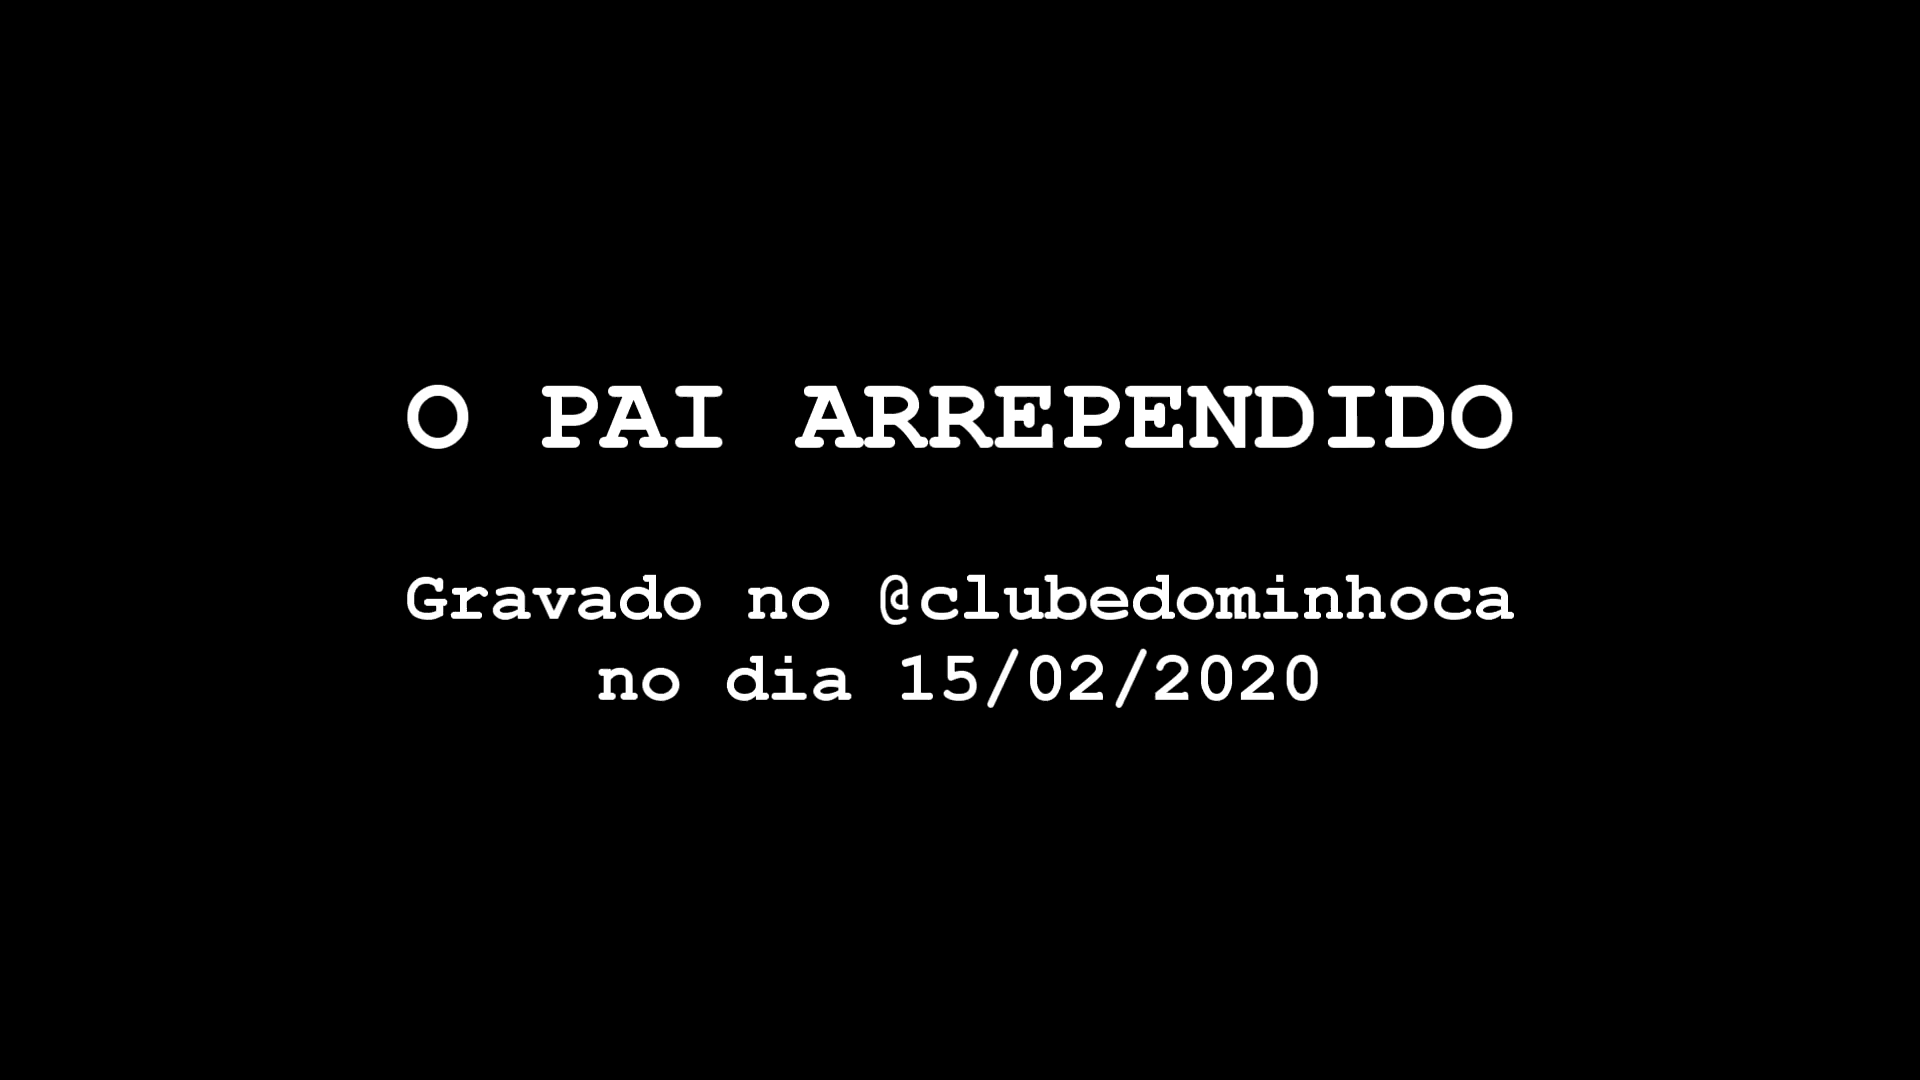 O PAI ARREPENDIDO
Gravado no @clubedominhoca
no dia 15/02/2020